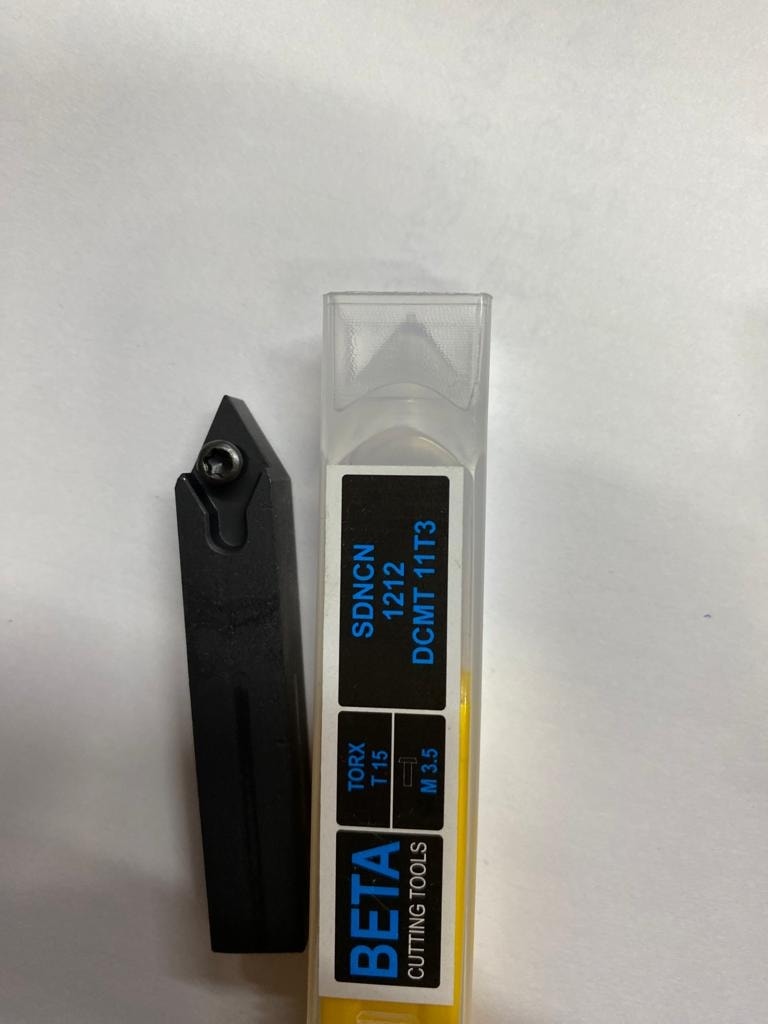 SDNCN
1212
DCMT 11T3
TORX
T 15
M 3.5
BETA
CUTTING TOOLS